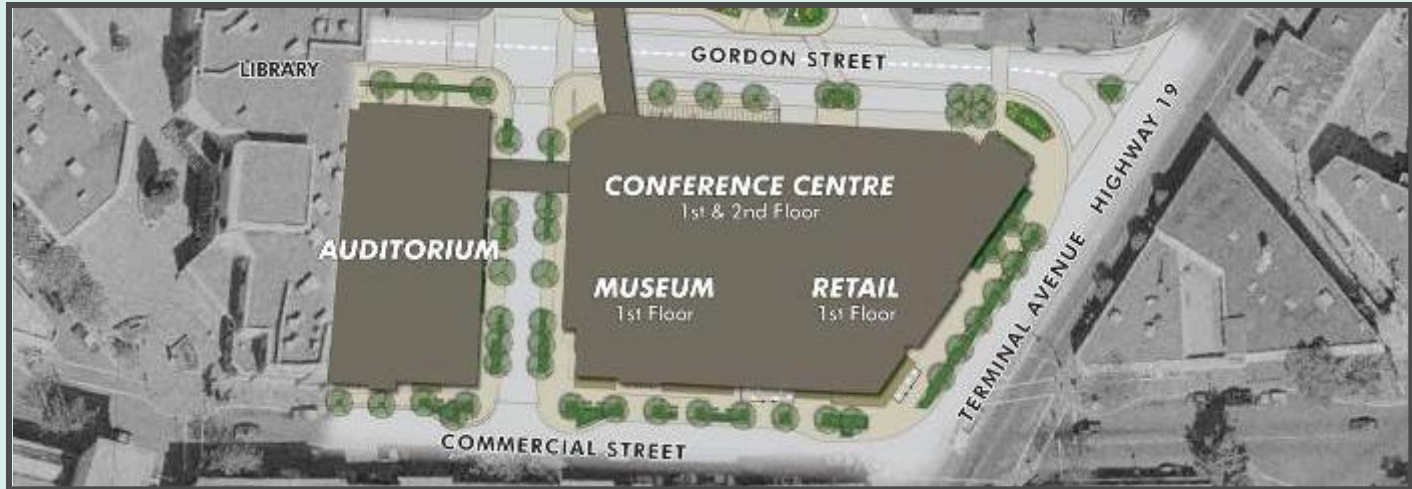 GORDON STREET
LIBRARY
CONFERENCE CENTRE
1st & 2nd Floor
AUDITORIUM
MUSEUM
1st Floor
RETAIL
1st Floor
TERMINAL AVENUE HIGHWAY 19
COMMERCIAL STREET